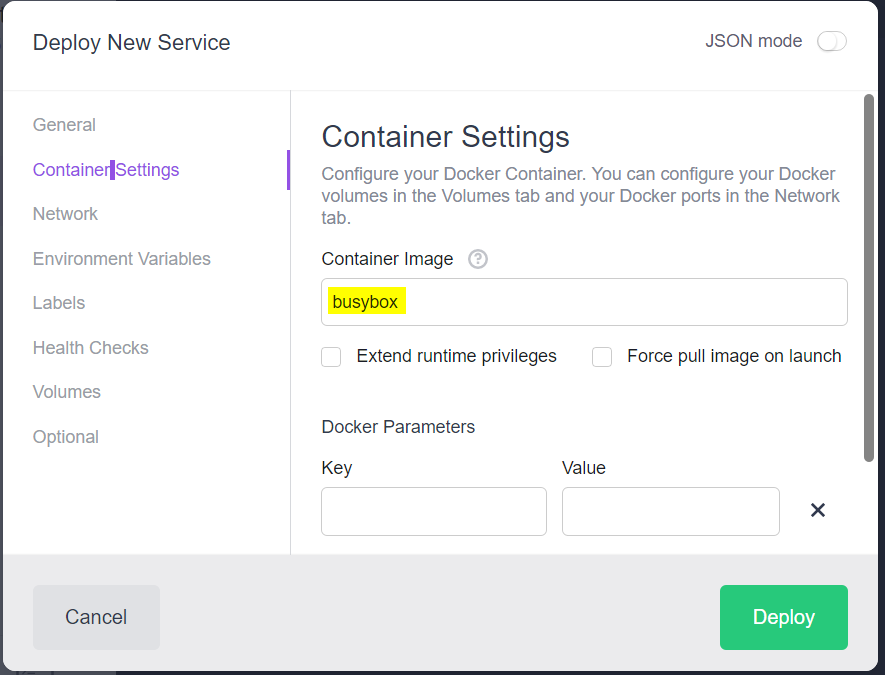 Deploy New Service
JSON mode
General
Container Settings
Network
Environment Variables
Labels
Health Checks
Volumes
Optional
Container Settings
Configure your Docker Container. You can configure your Docker
volumes in the Volumes tab and your Docker ports in the Network
tab.
Container Image ?
busybox
Extend runtime privileges
Force pull image on launch
Docker Parameters
Key Value
Cancel
Deploy